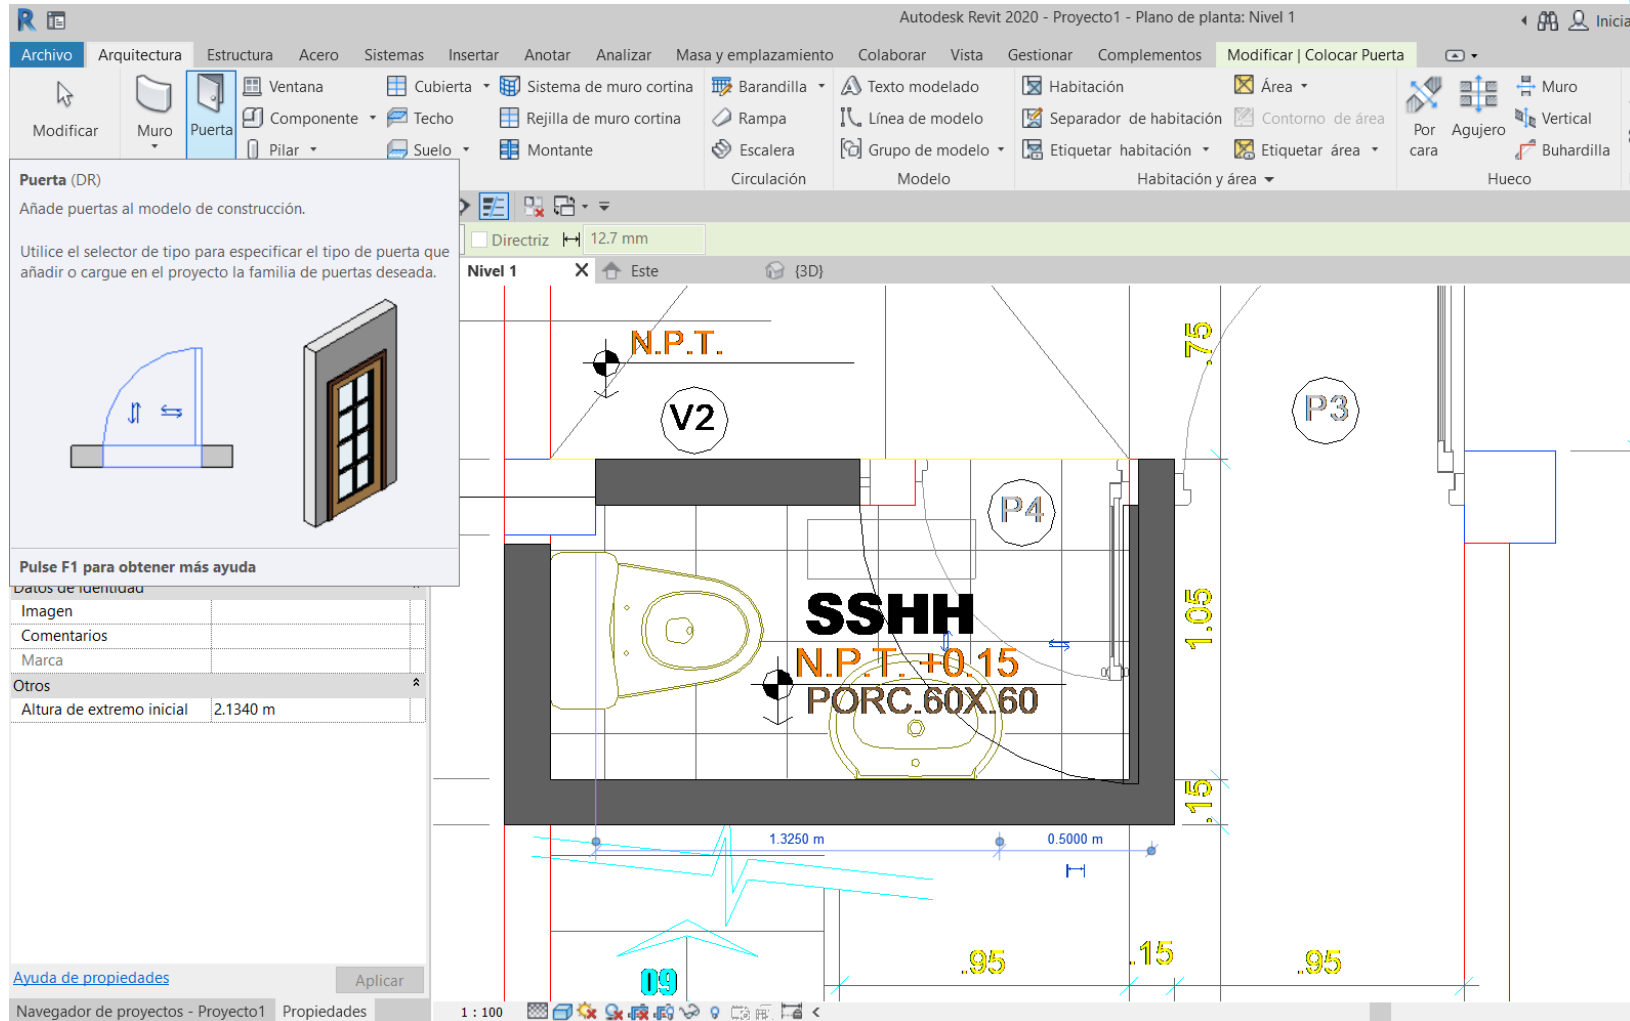 Autodesk Revit 2020 - Proyecto1 - Plano de planta: Nivel 1
Archivo Arquitectura Estructura Acero Sistemas Insertar Anotar Analizar Masa y emplazamiento Colaborar Vista Gestionar Complementos Modificar | Colocar Puerta
Modificar
Muro
Puerta
Ventana
Componente
Pilar
Cubierta
Techo
Suelo
Sistema de muro cortina
Rejilla de muro cortina
Montante
Barandilla
Rampa
Escalera
Circulación
Texto modelado
Línea de modelo
Grupo de modelo
Modelo
Habitación
Separador de habitación
Etiquetar habitación
Área
Contorno de área
Etiquetar área
Habitación y área
Por cara
Agujero
Muro
Vertical
Buhardilla
Hueco
Puerta (DR)
Añade puertas al modelo de construcción.
Utilice el selector de tipo para especificar el tipo de puerta que
añadir o cargue en el proyecto la familia de puertas deseada.
Pulse F1 para obtener más ayuda
Directriz 12.7 mm
Nivel 1 Este {3D}
Datos de identidad
Imagen
Comentarios
Marca
Otros
Altura de extremo inicial 2.1340 m
Ayuda de propiedades Aplicar
Navegador de proyectos - Proyecto1 Propiedades
N.P.T.
V2
P3
P4
.75
SSHH
N.P.T. +0.15
PORC.60X.60
1.05
.15
1.3250 m 0.5000 m
09
.95 .15 .95
1 : 100